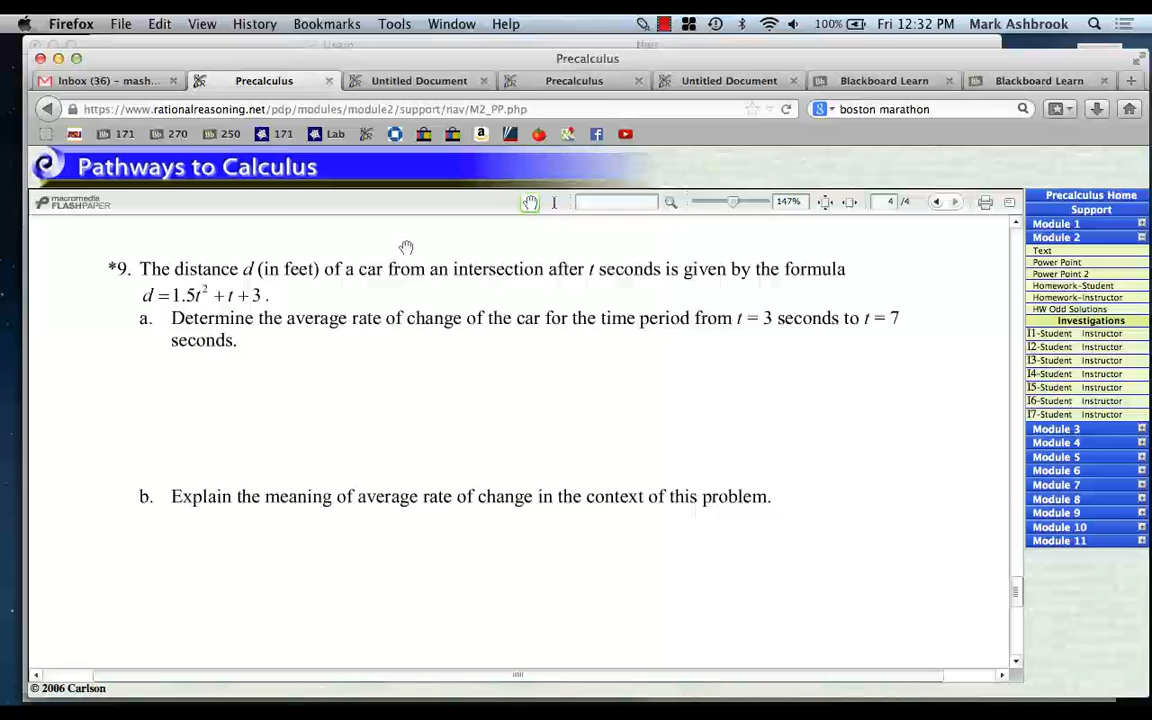 Firefox File Edit View History Bookmarks Tools Window Help 100% Fri 12:32 PM Mark Ashbrook
Precalculus
Inbox (36) – mash... Precalculus Untitled Document Precalculus Untitled Document Blackboard Learn Blackboard Learn
https://www.rationalreasoning.net/pdp/modules/module2/support/nav/M2_PP.php boston marathon
171 270 250 171 Lab
Pathways to Calculus
macromedia FLASHPAPER 147% 4 /4
*9. The distance d (in feet) of a car from an intersection after t seconds is given by the formula
d = 1.5t² + t + 3 .
a. Determine the average rate of change of the car for the time period from t = 3 seconds to t = 7
seconds.
b. Explain the meaning of average rate of change in the context of this problem.
Precalculus Home
Support
Module 1
Module 2
Text
Power Point
Power Point 2
Homework-Student
Homework-Instructor
HW Odd Solutions
Investigations
I1-Student Instructor
I2-Student Instructor
I3-Student Instructor
I4-Student Instructor
I5-Student Instructor
I6-Student Instructor
I7-Student Instructor
Module 3
Module 4
Module 5
Module 6
Module 7
Module 8
Module 9
Module 10
Module 11
© 2006 Carlson